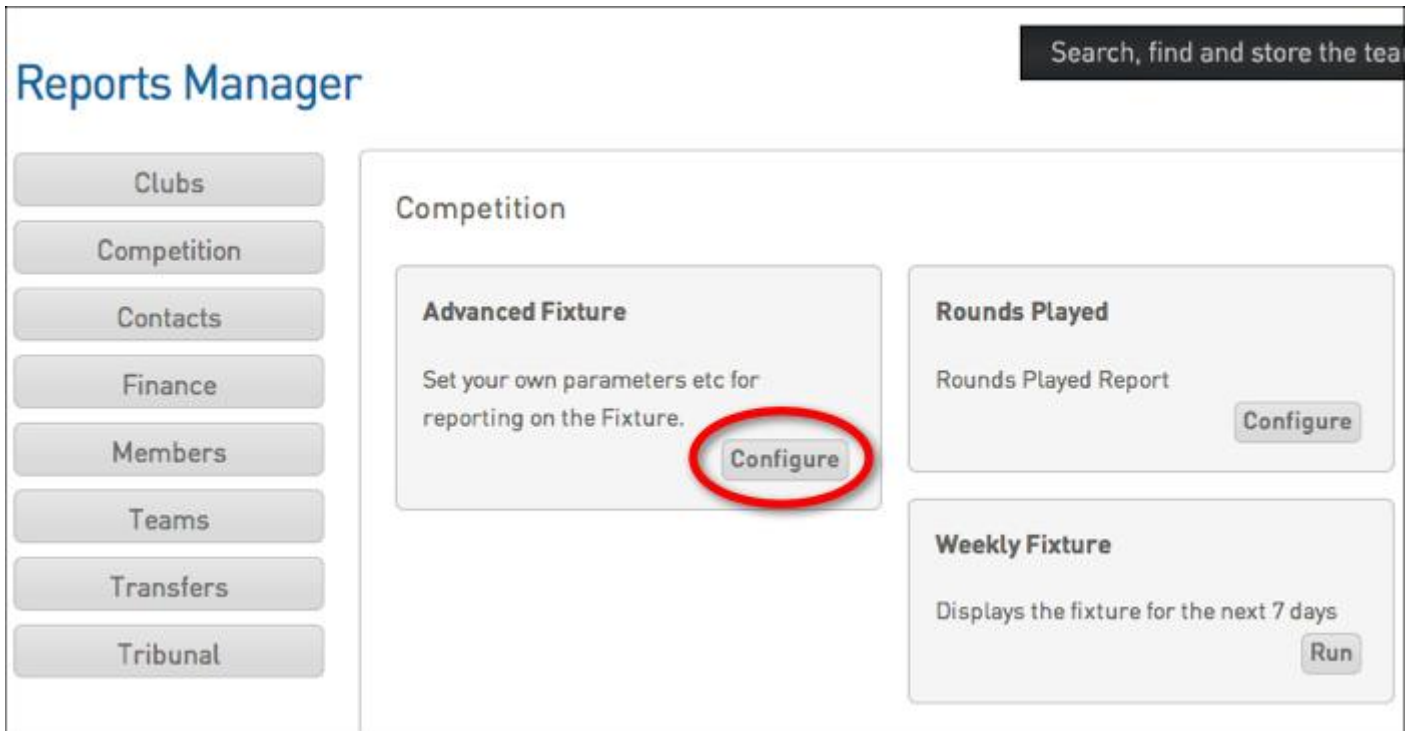 Search, find and store the
Reports Manager
Clubs
Competition
Contacts
Finance
Members
Teams
Transfers
Tribunal
Competition
Advanced Fixture
Set your own parameters etc for
reporting on the Fixture.
Configure
Rounds Played
Rounds Played Report
Configure
Weekly Fixture
Displays the fixture for the next 7 days
Run